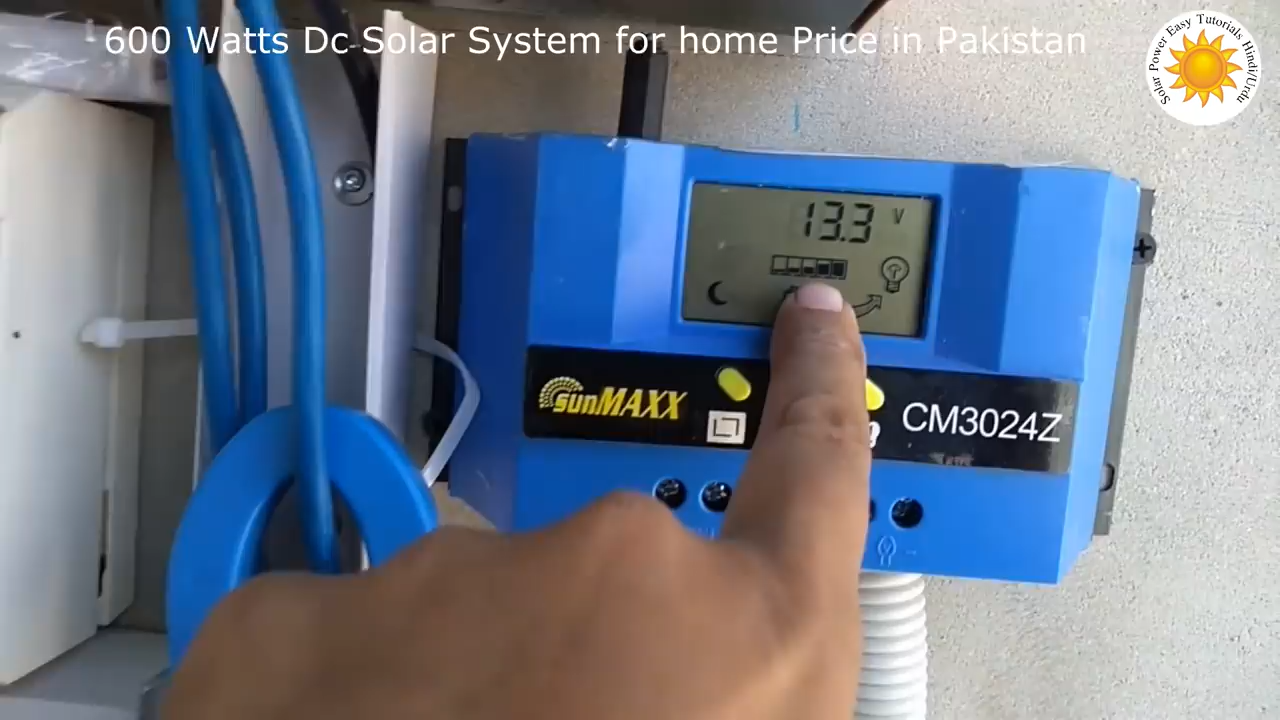 600 Watts Dc Solar System for home Price in Pakistan
Solar Power Easy Tutorials Hindi/Urdu
13.3 V
sunMAXX
CM3024Z